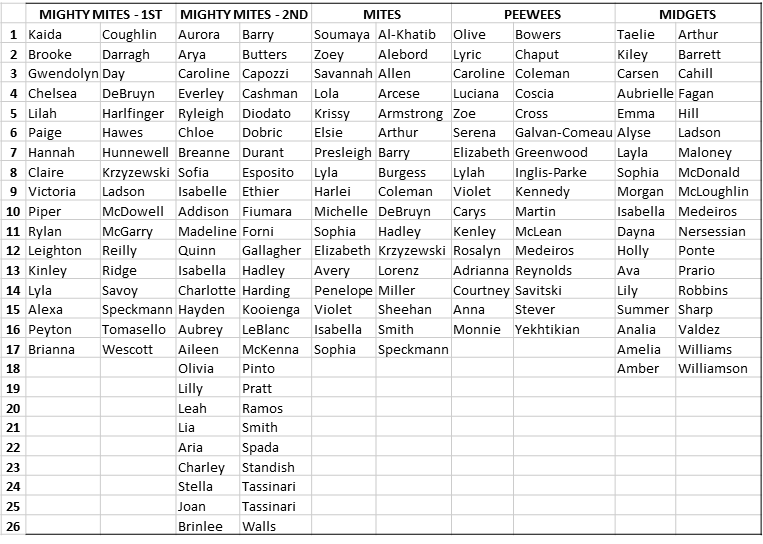 MIGHTY MITES - 1ST MIGHTY MITES - 2ND MITES PEEWEES MIDGETS
1 Kaida Coughlin Aurora Barry Soumaya Al-Khatib Olive Bowers Taelie Arthur
2 Brooke Darragh Arya Butters Zoey Alebord Lyric Chaput Kiley Barrett
3 Gwendolyn Day Caroline Capozzi Savannah Allen Caroline Coleman Carsen Cahill
4 Chelsea DeBruyn Everley Cashman Lola Arcese Luciana Coscia Aubrielle Fagan
5 Lilah Harlfinger Ryleigh Diodato Krissy Armstrong Zoe Cross Emma Hill
6 Paige Hawes Chloe Dobric Elsie Arthur Serena Galvan-Comeau Alyse Ladson
7 Hannah Hunnewell Breanne Durant Presleigh Barry Elizabeth Greenwood Layla Maloney
8 Claire Krzyzewski Sofia Esposito Lyla Burgess Lylah Inglis-Parke Sophia McDonald
9 Victoria Ladson Isabelle Ethier Harlei Coleman Violet Kennedy Morgan McLoughlin
10 Piper McDowell Addison Fiumara Michelle DeBruyn Carys Martin Isabella Medeiros
11 Rylan McGarry Madeline Forni Sophia Hadley Kenley McLean Dayna Nersessian
12 Leighton Reilly Quinn Gallagher Elizabeth Krzyzewski Rosalyn Medeiros Holly Ponte
13 Kinley Ridge Isabella Hadley Avery Lorenz Adrianna Reynolds Ava Prario
14 Lyla Savoy Charlotte Harding Penelope Miller Courtney Savitski Lily Robbins
15 Alexa Speckmann Hayden Kooienga Violet Sheehan Anna Stever Summer Sharp
16 Peyton Tomasello Aubrey LeBlanc Isabella Smith Monnie Yekhtikian Analia Valdez
17 Brianna Wescott Aileen McKenna Sophia Speckmann Amelia Williams
18 Olivia Pinto Amber Williamson
19 Lilly Pratt
20 Leah Ramos
21 Lia Smith
22 Aria Spada
23 Charley Standish
24 Stella Tassinari
25 Joan Tassinari
26 Brinlee Walls